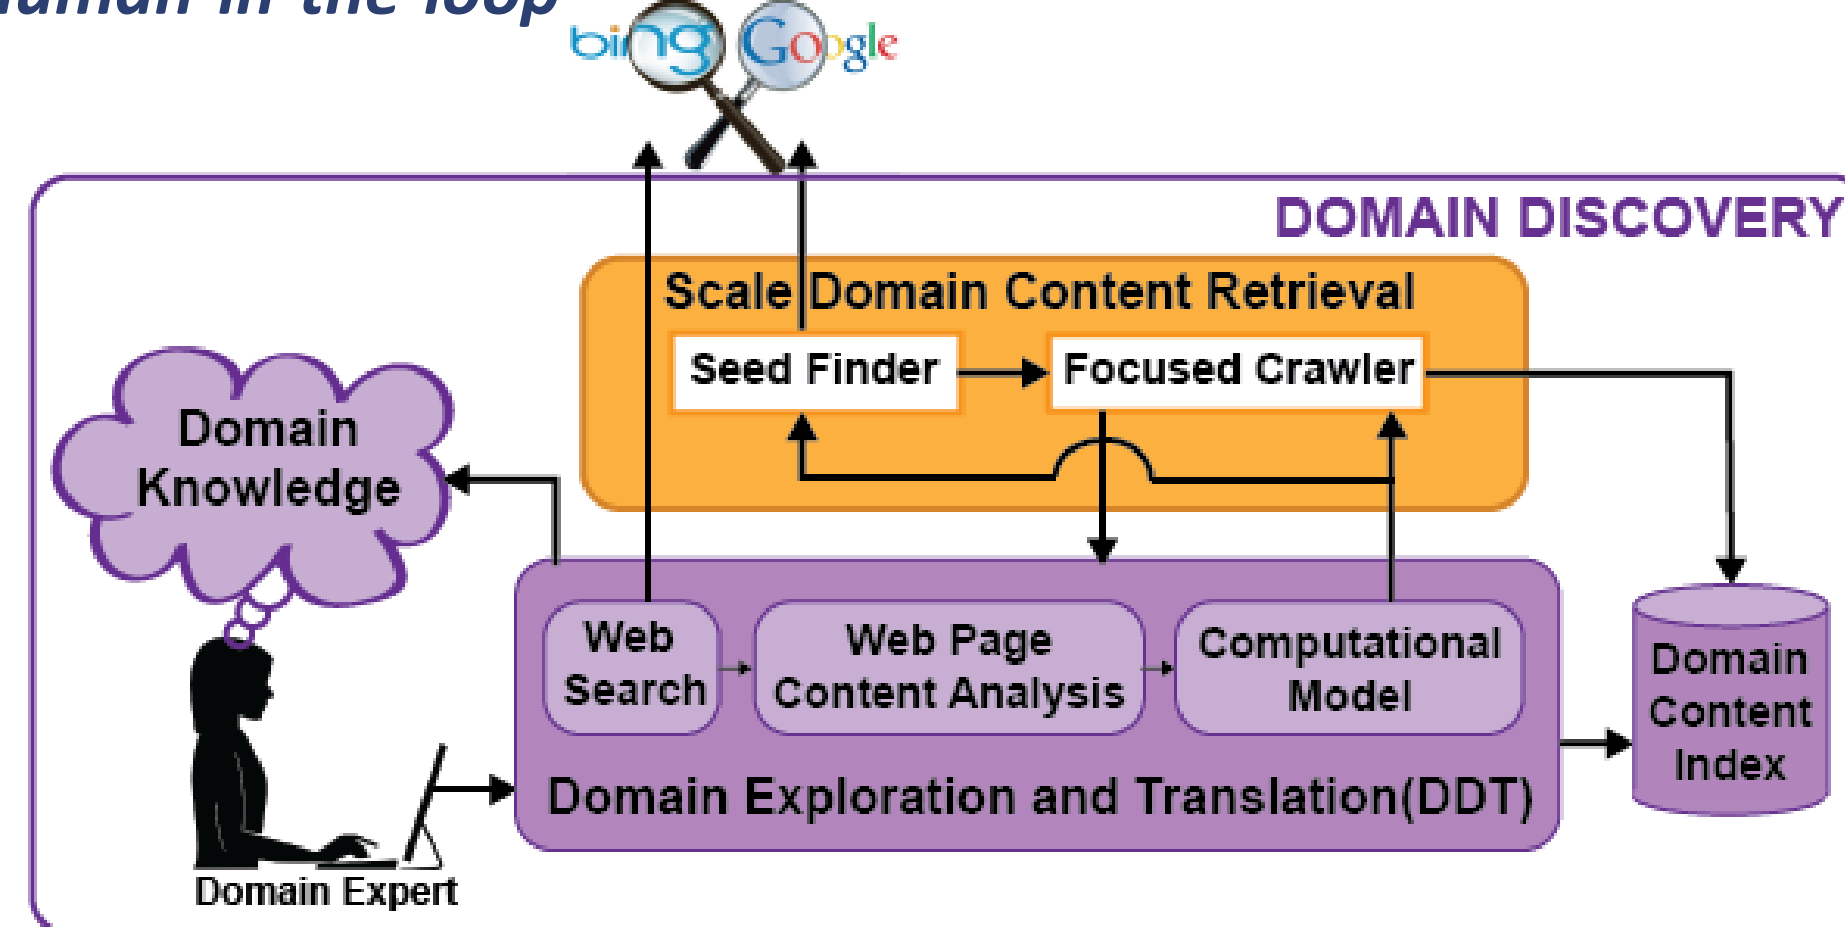 human in the loop
bing Google
DOMAIN DISCOVERY
Scale Domain Content Retrieval
Seed Finder
Focused Crawler
Domain
Knowledge
Web
Search
Web Page
Content Analysis
Computational
Model
Domain Exploration and Translation(DDT)
Domain
Content
Index
Domain Expert